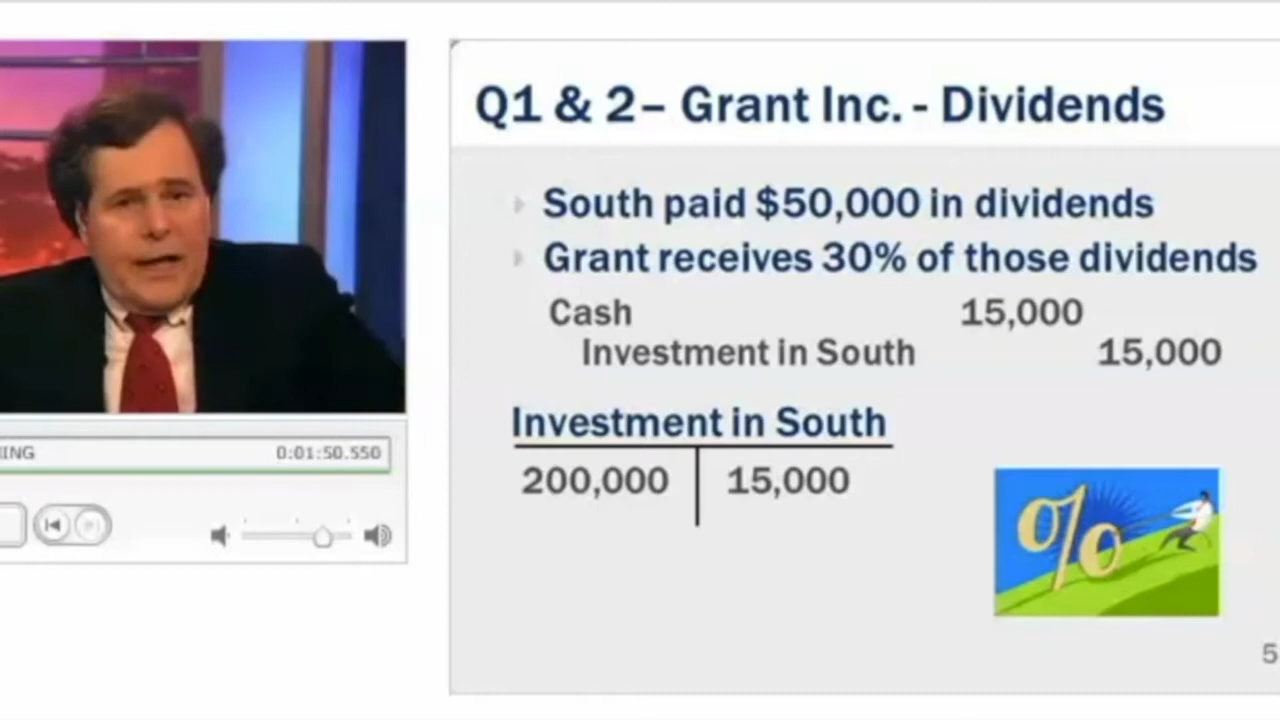 Q1 & 2– Grant Inc. - Dividends
South paid $50,000 in dividends
Grant receives 30% of those dividends
Cash 15,000
Investment in South 15,000
Investment in South
200,000 15,000
%
5
ING 0:01:50.550